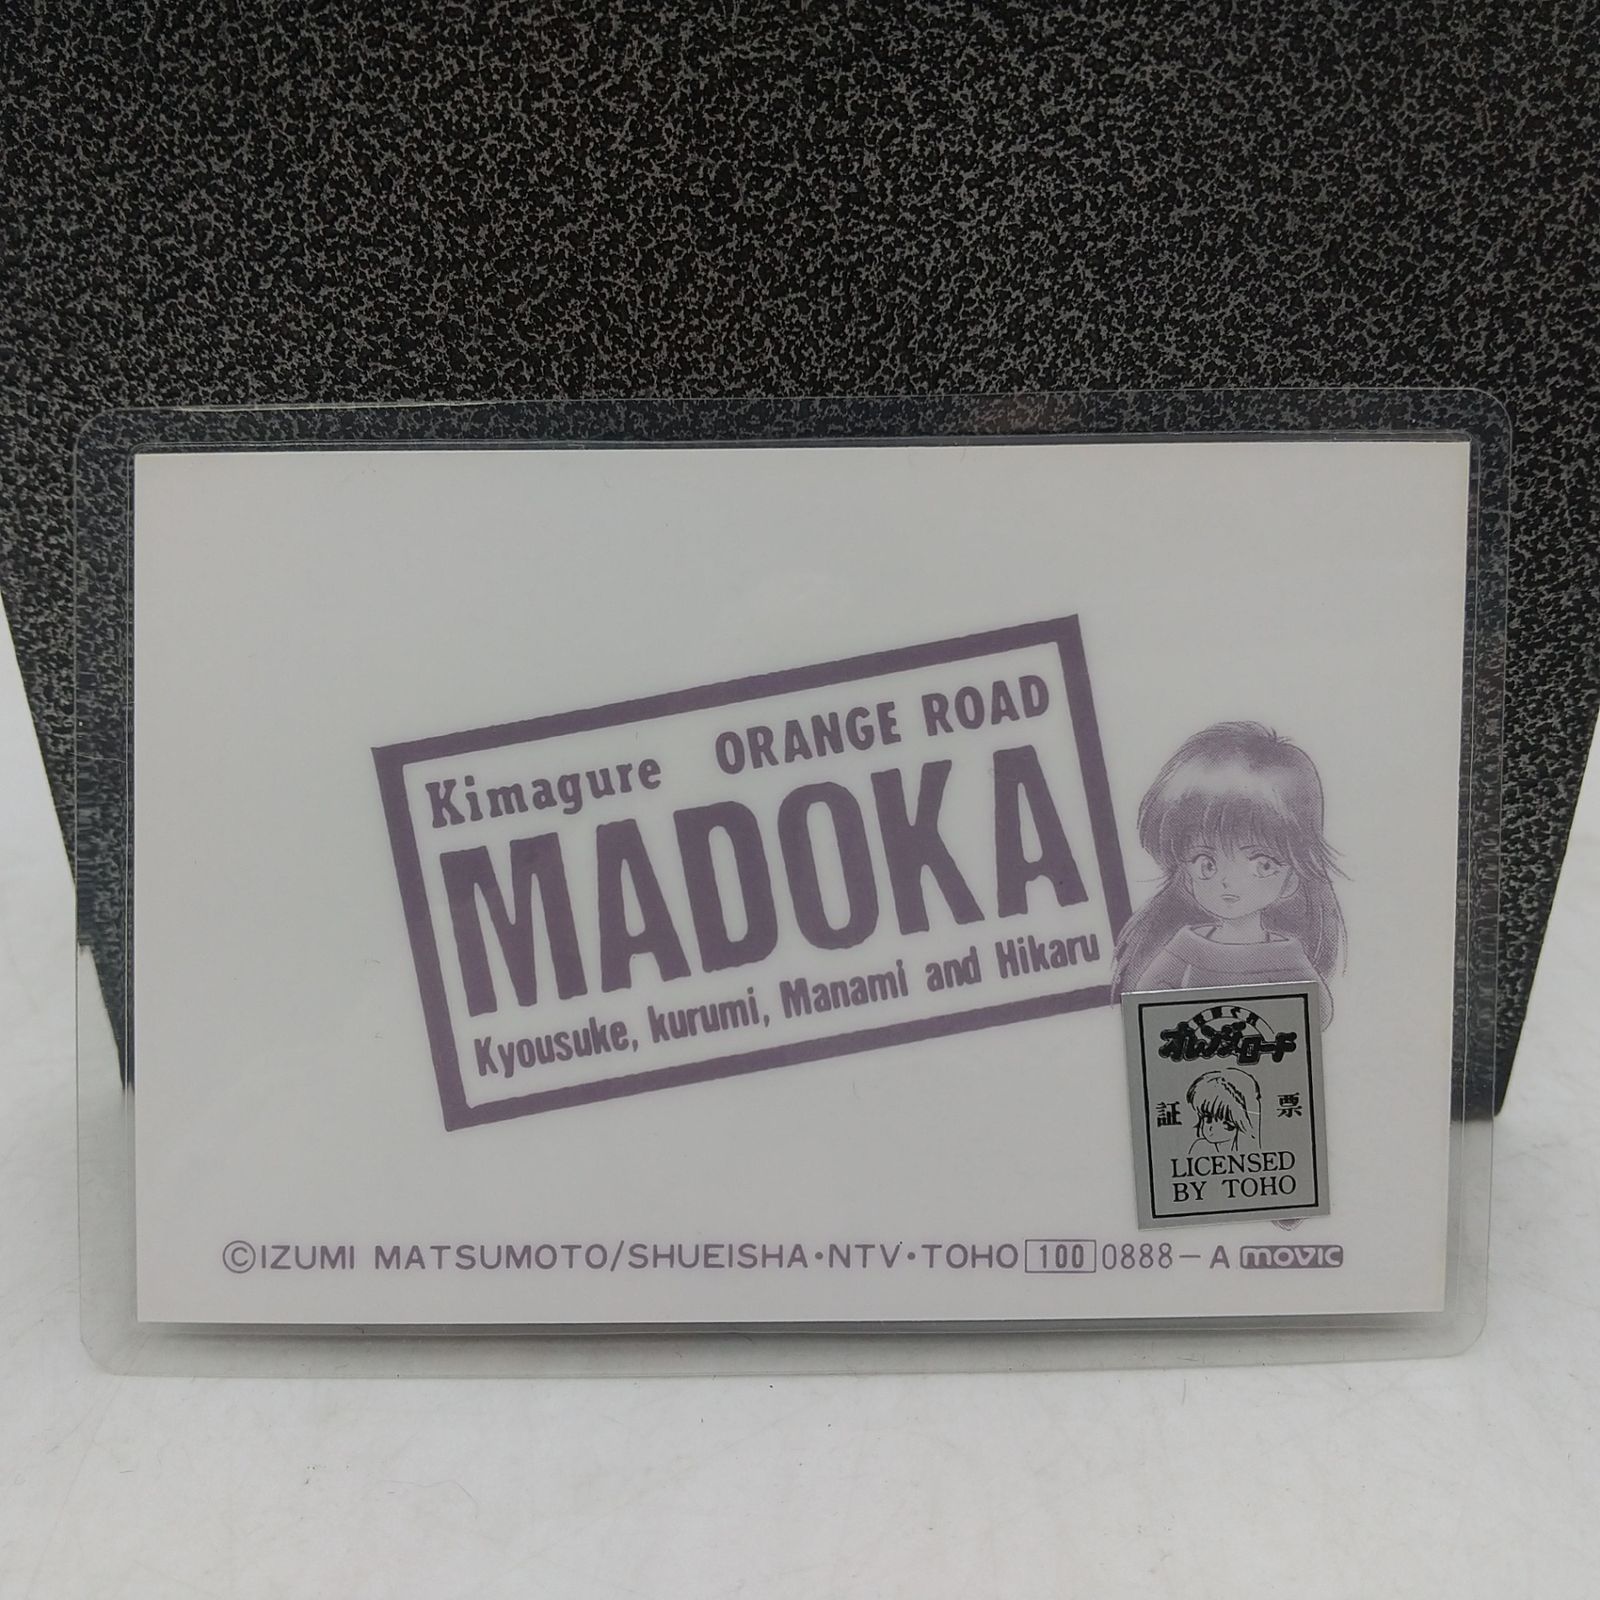 Kimagure ORANGE ROAD
MADOKA
Kyousuke, kurumi, Manami and Hikaru
オレンジロード
証 票
LICENSED
BY TOHO
©IZUMI MATSUMOTO/SHUEISHA・NTV・TOHO 100 0888-A movic